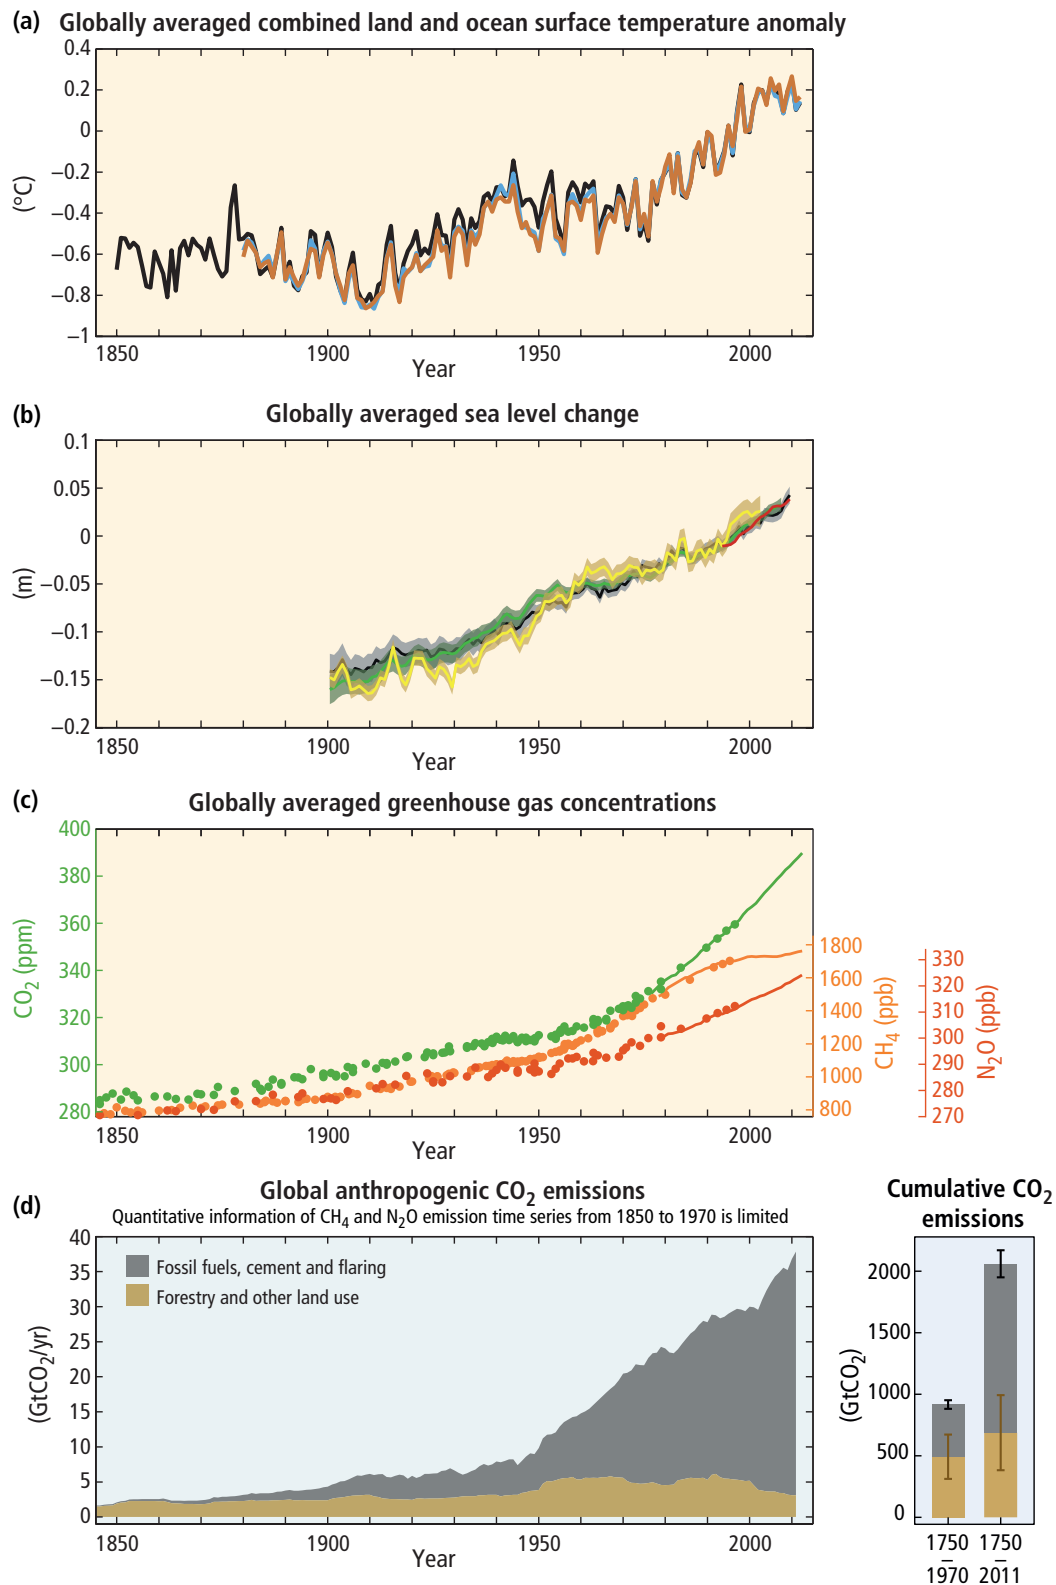 (a) Globally averaged combined land and ocean surface temperature anomaly
0.4
0.2
0
−0.2
−0.4
−0.6
−0.8
−1
(°C)
1850 1900 1950 2000
Year
(b) Globally averaged sea level change
0.1
0.05
0
−0.05
−0.1
−0.15
−0.2
(m)
1850 1900 1950 2000
Year
(c) Globally averaged greenhouse gas concentrations
400
380
360
340
320
300
280
CO₂ (ppm)
1800
1600
1400
1200
1000
800
CH₄ (ppb)
330
320
310
300
290
280
270
N₂O (ppb)
1850 1900 1950 2000
Year
(d) Global anthropogenic CO₂ emissions
Quantitative information of CH₄ and N₂O emission time series from 1850 to 1970 is limited
40
35
30
25
20
15
10
5
0
(GtCO₂/yr)
Fossil fuels, cement and flaring
Forestry and other land use
1850 1900 1950 2000
Year
Cumulative CO₂
emissions
2000
1500
1000
500
0
(GtCO₂)
1750 1750
– –
1970 2011